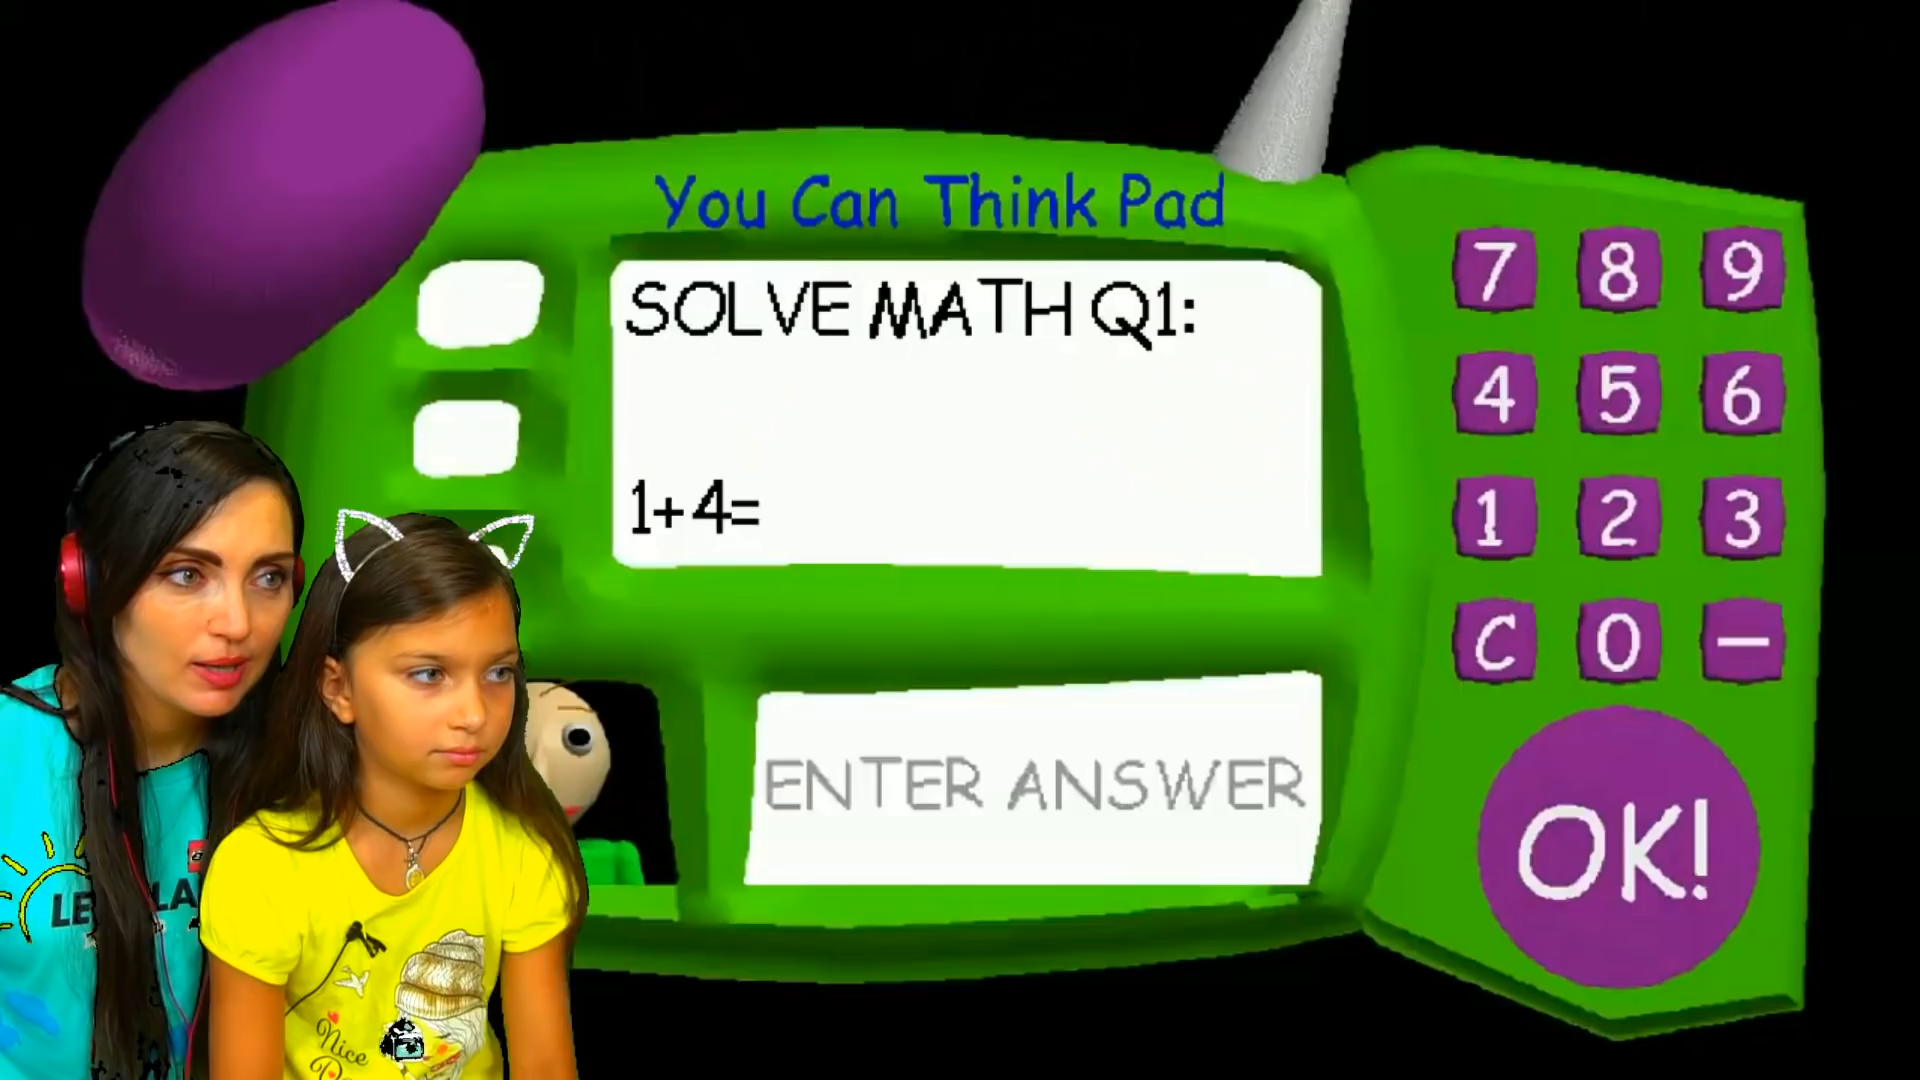 You Can Think Pad
SOLVE MATH Q1:
1+4=
ENTER ANSWER
7 8 9
4 5 6
1 2 3
C 0 —
OK!
Nice